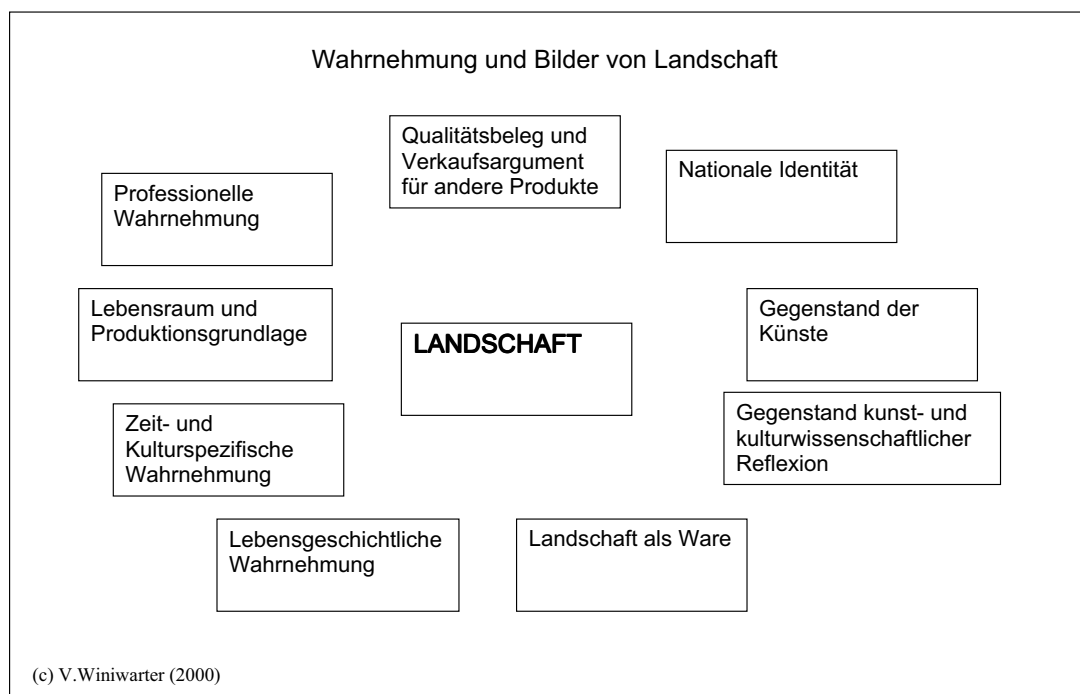 Wahrnehmung und Bilder von Landschaft
Qualitätsbeleg und
Verkaufsargument
für andere Produkte
Nationale Identität
Professionelle
Wahrnehmung
Lebensraum und
Produktionsgrundlage
LANDSCHAFT
Gegenstand der
Künste
Zeit- und
Kulturspezifische
Wahrnehmung
Gegenstand kunst- und
kulturwissenschaftlicher
Reflexion
Lebensgeschichtliche
Wahrnehmung
Landschaft als Ware
(c) V.Winiwarter (2000)